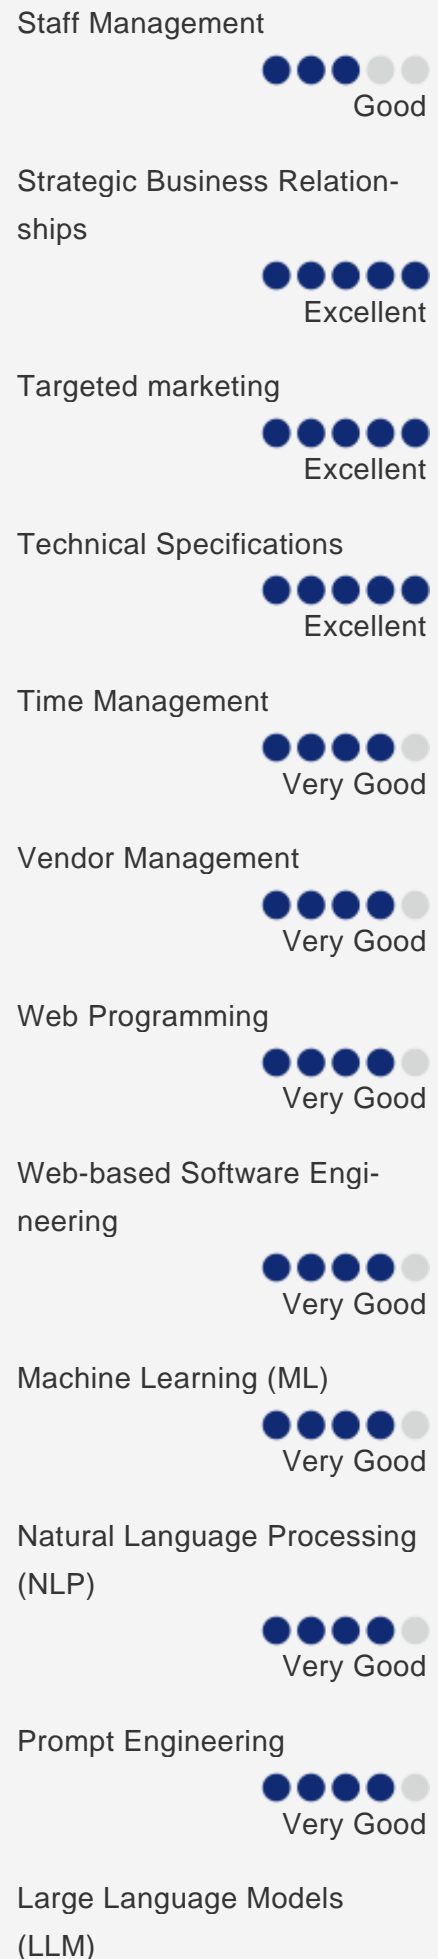 Staff Management
Good
Strategic Business Relation-
ships
Excellent
Targeted marketing
Excellent
Technical Specifications
Excellent
Time Management
Very Good
Vendor Management
Very Good
Web Programming
Very Good
Web-based Software Engi-
neering
Very Good
Machine Learning (ML)
Very Good
Natural Language Processing
(NLP)
Very Good
Prompt Engineering
Very Good
Large Language Models
(LLM)